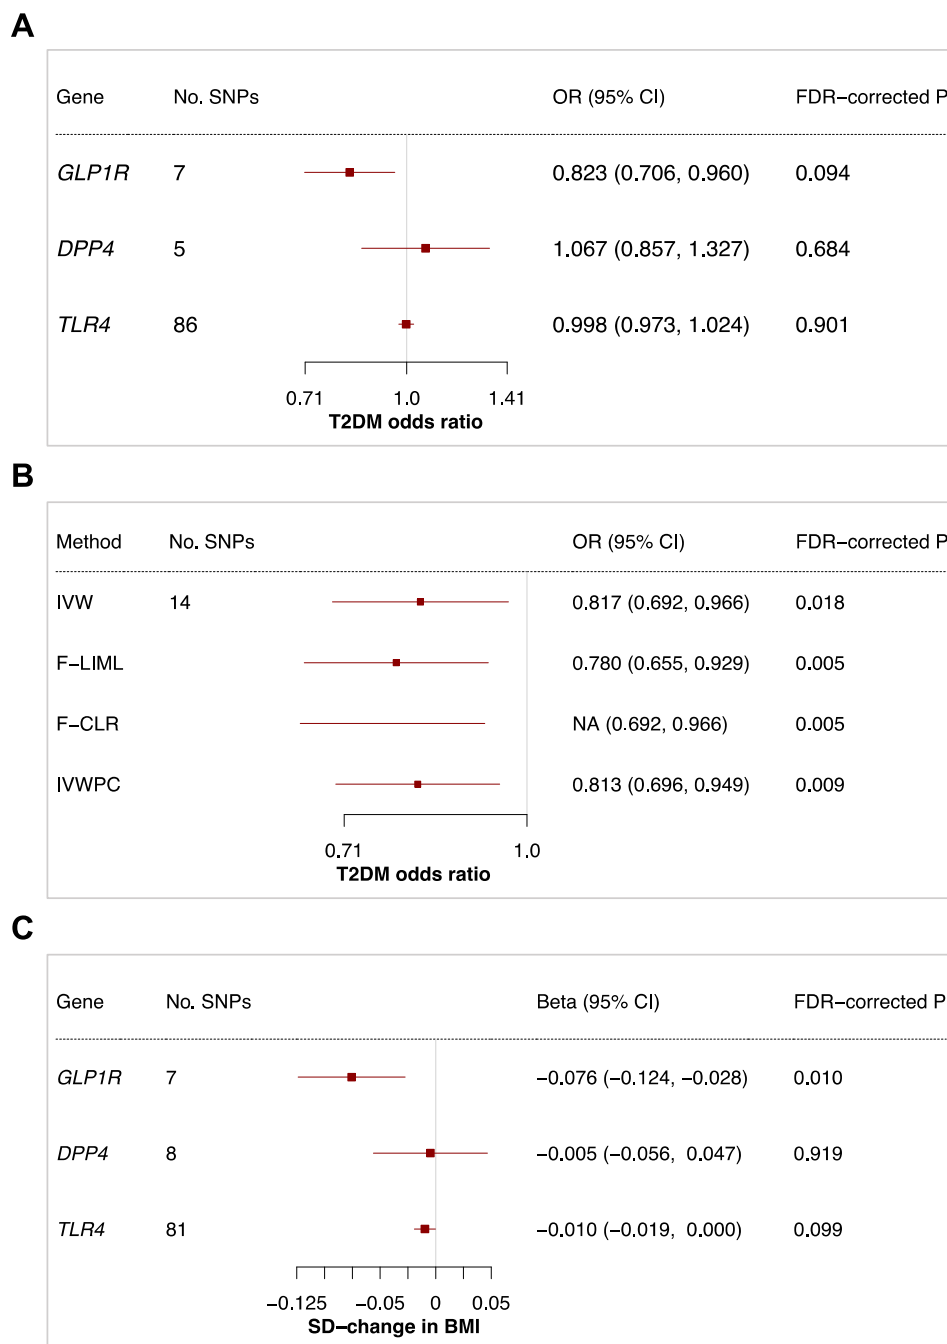 A
Gene No. SNPs OR (95% CI) FDR−corrected P
GLP1R 7 0.823 (0.706, 0.960) 0.094
DPP4 5 1.067 (0.857, 1.327) 0.684
TLR4 86 0.998 (0.973, 1.024) 0.901
0.71 1.0 1.41
T2DM odds ratio
B
Method No. SNPs OR (95% CI) FDR−corrected P
IVW 14 0.817 (0.692, 0.966) 0.018
F−LIML 0.780 (0.655, 0.929) 0.005
F−CLR NA (0.692, 0.966) 0.005
IVWPC 0.813 (0.696, 0.949) 0.009
0.71 1.0
T2DM odds ratio
C
Gene No. SNPs Beta (95% CI) FDR−corrected P
GLP1R 7 −0.076 (−0.124, −0.028) 0.010
DPP4 8 −0.005 (−0.056, 0.047) 0.919
TLR4 81 −0.010 (−0.019, 0.000) 0.099
−0.125 −0.05 0 0.05
SD−change in BMI